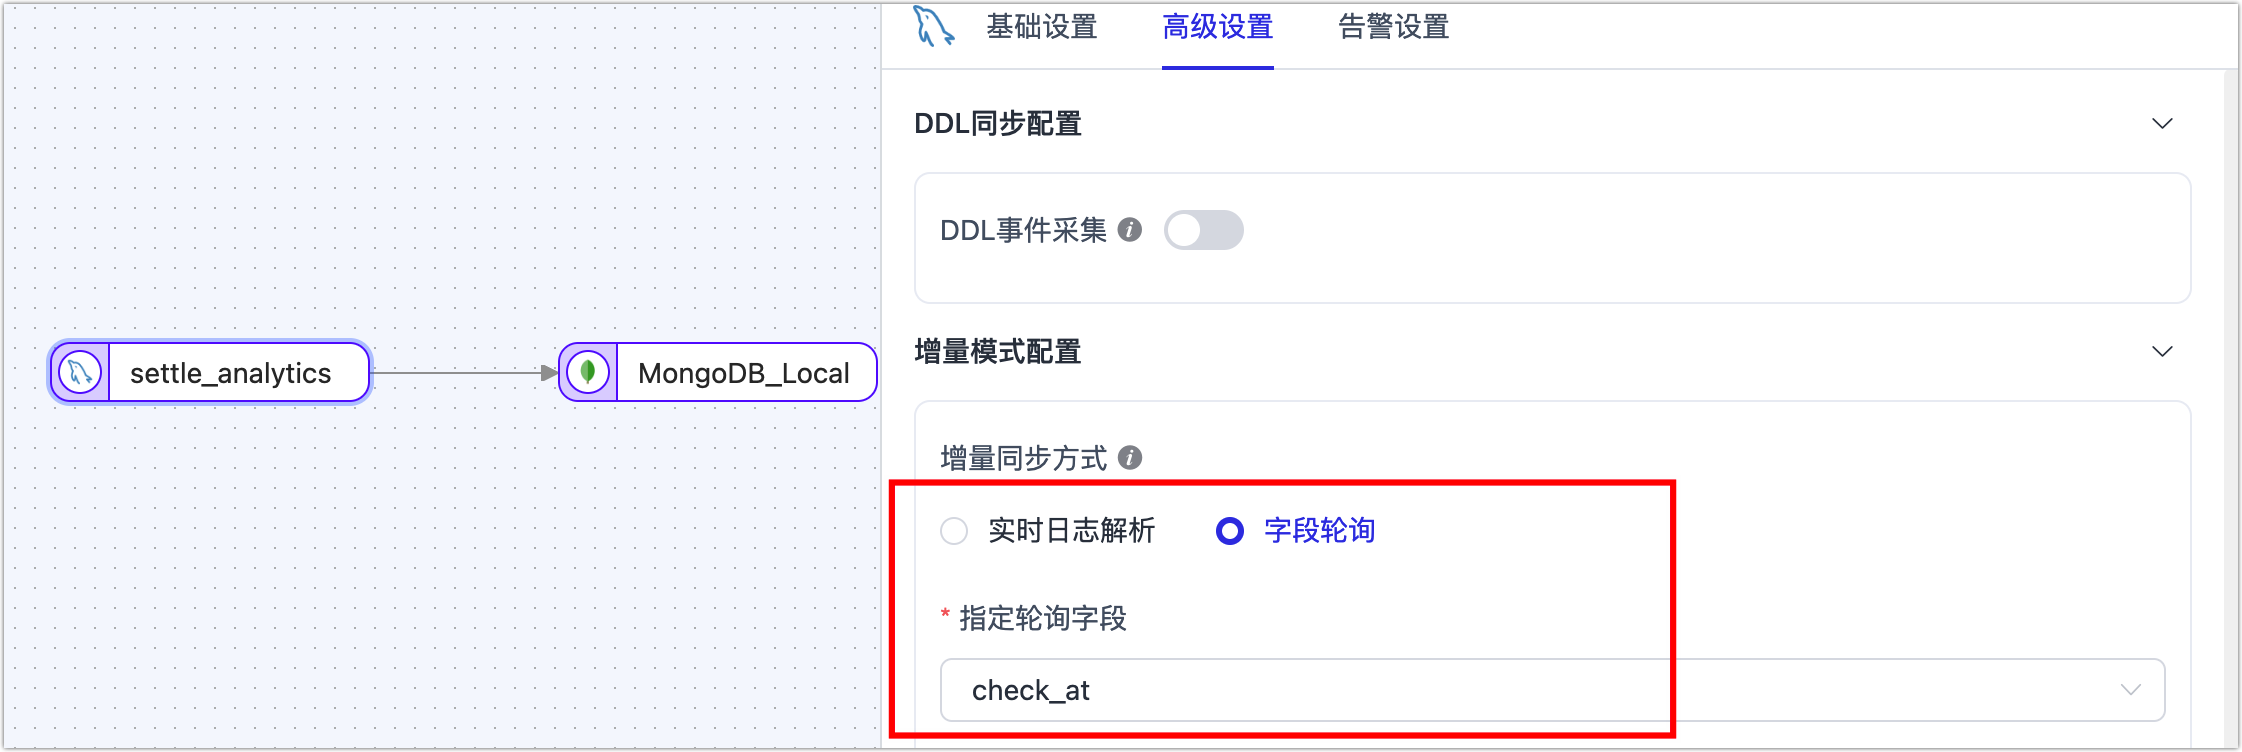 基础设置 高级设置 告警设置
DDL同步配置
DDL事件采集
增量模式配置
settle_analytics
MongoDB_Local
增量同步方式
实时日志解析 字段轮询
* 指定轮询字段
check_at